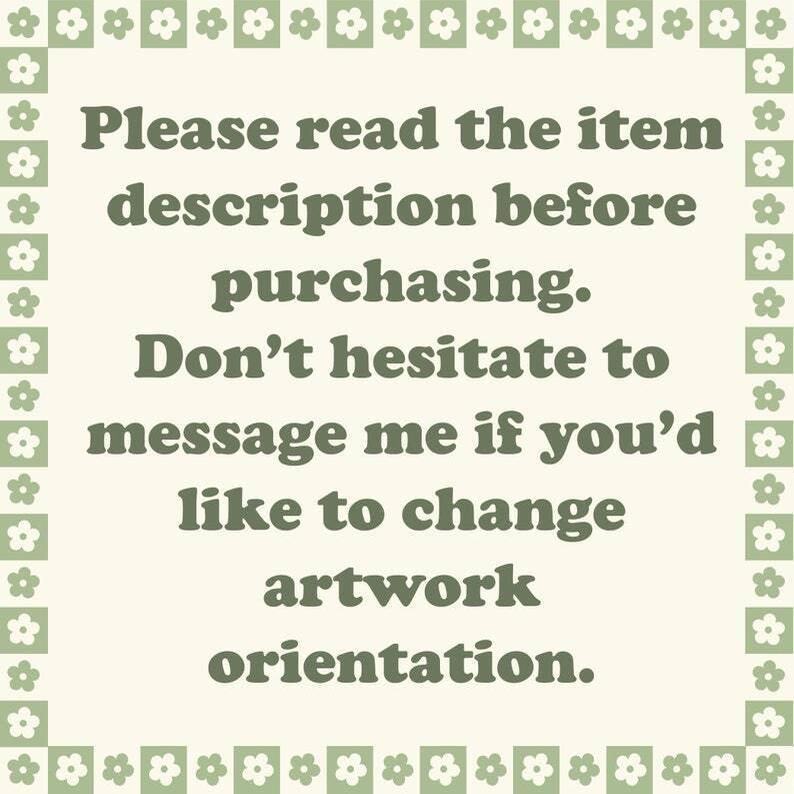 Please read the item
description before
purchasing.
Don’t hesitate to
message me if you’d
like to change
artwork
orientation.